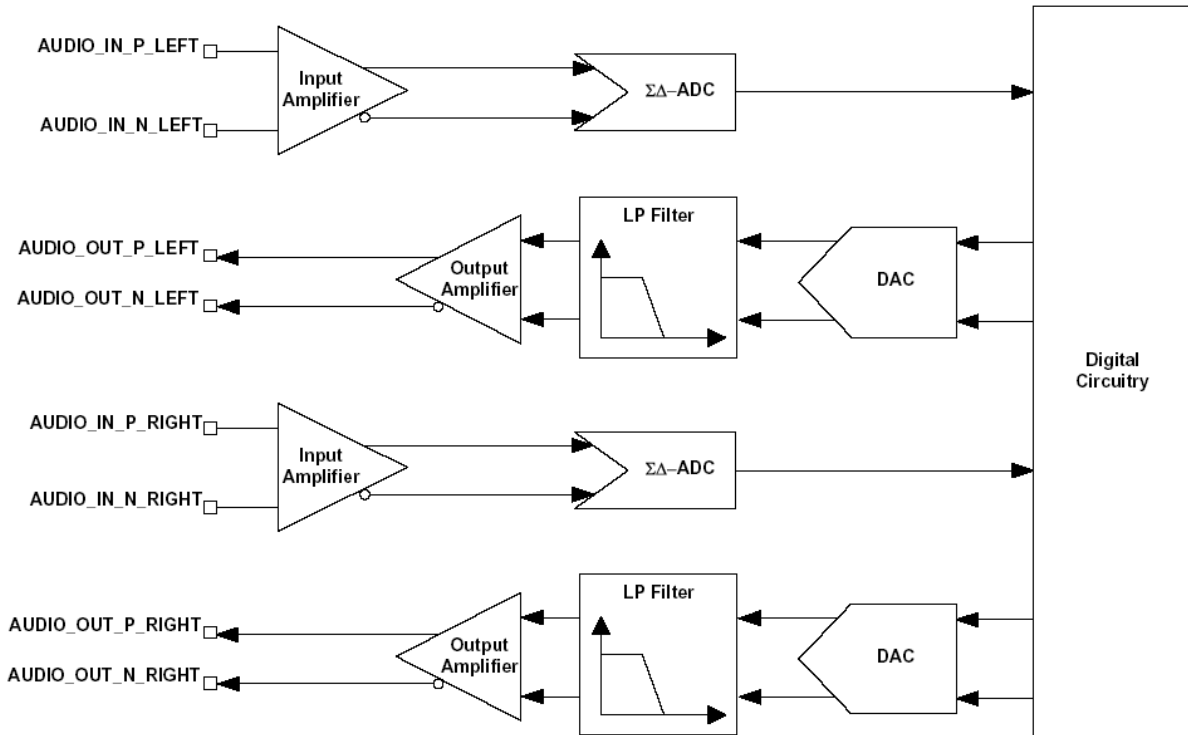 AUDIO_IN_P_LEFT
Input
Amplifier
ΣΔ–ADC
AUDIO_IN_N_LEFT
LP Filter
AUDIO_OUT_P_LEFT
Output
Amplifier
DAC
AUDIO_OUT_N_LEFT
Digital
Circuitry
AUDIO_IN_P_RIGHT
Input
Amplifier
ΣΔ–ADC
AUDIO_IN_N_RIGHT
LP Filter
AUDIO_OUT_P_RIGHT
Output
Amplifier
DAC
AUDIO_OUT_N_RIGHT